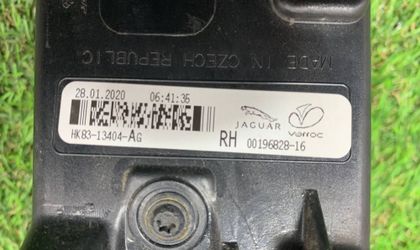 MADE IN CZECH REPUBLIC
28.01.2020 06:41:35
JAGUAR
varroc
HK83-13404-AG
RH 00196828-16